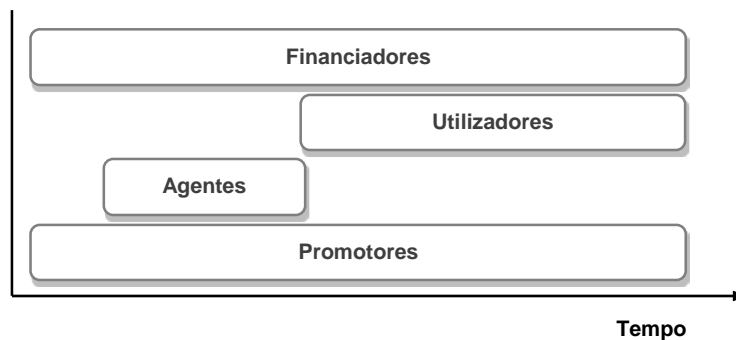 Financiadores
Utilizadores
Agentes
Promotores
Tempo